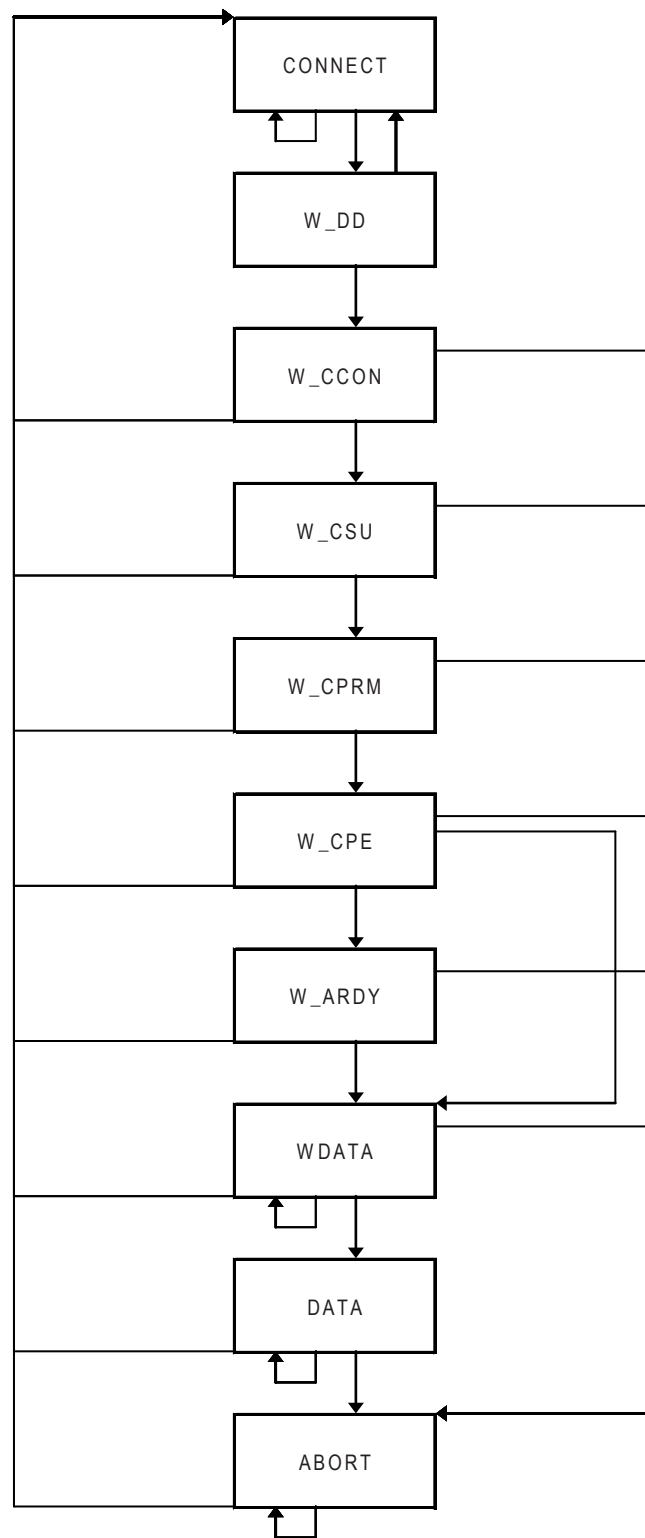 CONNECT
W_DD
W_CCON
W_CSU
W_CPRM
W_CPE
W_ARDY
WDATA
DATA
ABORT